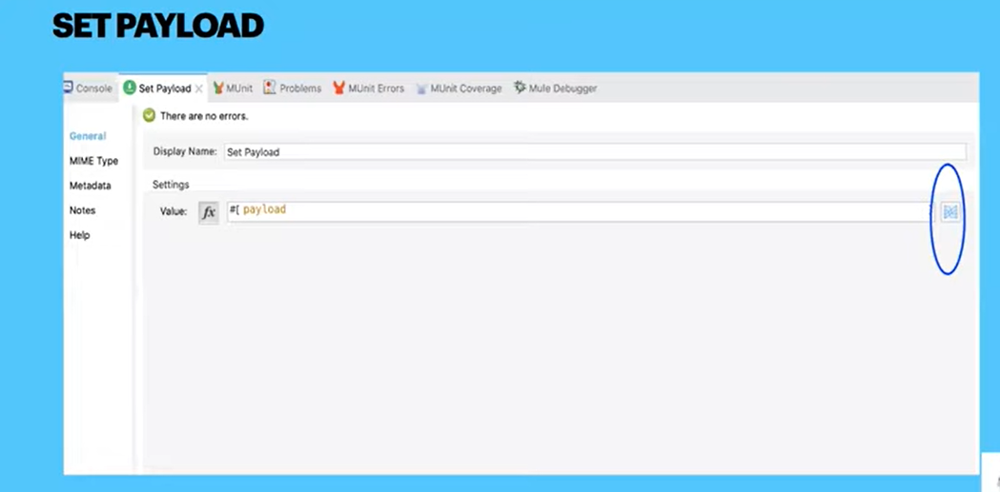 SET PAYLOAD
Console Set Payload MUnit Problems MUnit Errors MUnit Coverage Mule Debugger
There are no errors.
General
Display Name: Set Payload
MIME Type
Metadata
Settings
Notes
Value: fx #[ payload
Help